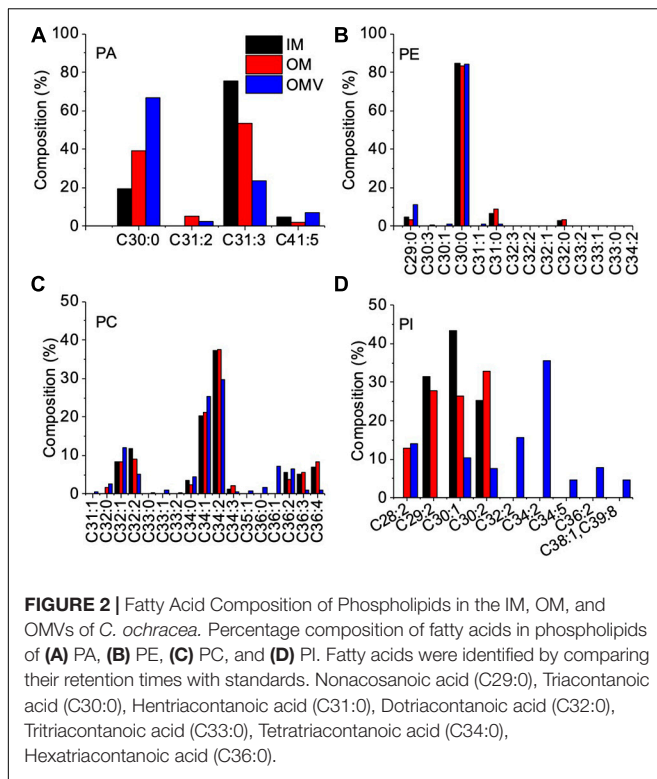 A
PA
IM
OM
OMV
Composition (%)
100
80
60
40
20
0
C30:0
C31:2
C31:3
C41:5
B
PE
Composition (%)
100
80
60
40
20
0
C29:0
C30:3
C30:1
C30:0
C31:1
C31:0
C32:3
C32:2
C32:1
C32:0
C33:2
C33:1
C33:0
C34:2
C
PC
Composition (%)
50
40
30
20
10
0
C31:1
C32:0
C32:1
C32:2
C33:0
C33:1
C33:2
C34:0
C34:1
C34:2
C34:3
C35:1
C36:0
C36:1
C36:2
C36:3
C36:4
D
PI
Composition (%)
50
40
30
20
10
0
C28:2
C29:2
C30:1
C30:2
C32:2
C34:2
C34:5
C36:2
C38:1, C39:8
FIGURE 2 | Fatty Acid Composition of Phospholipids in the IM, OM, and
OMVs of C. ochracea. Percentage composition of fatty acids in phospholipids
of (A) PA, (B) PE, (C) PC, and (D) PI. Fatty acids were identified by comparing
their retention times with standards. Nonacosanoic acid (C29:0), Triacontanoic
acid (C30:0), Hentriacontanoic acid (C31:0), Dotriacontanoic acid (C32:0),
Tritriacontanoic acid (C33:0), Tetratriacontanoic acid (C34:0),
Hexatriacontanoic acid (C36:0).